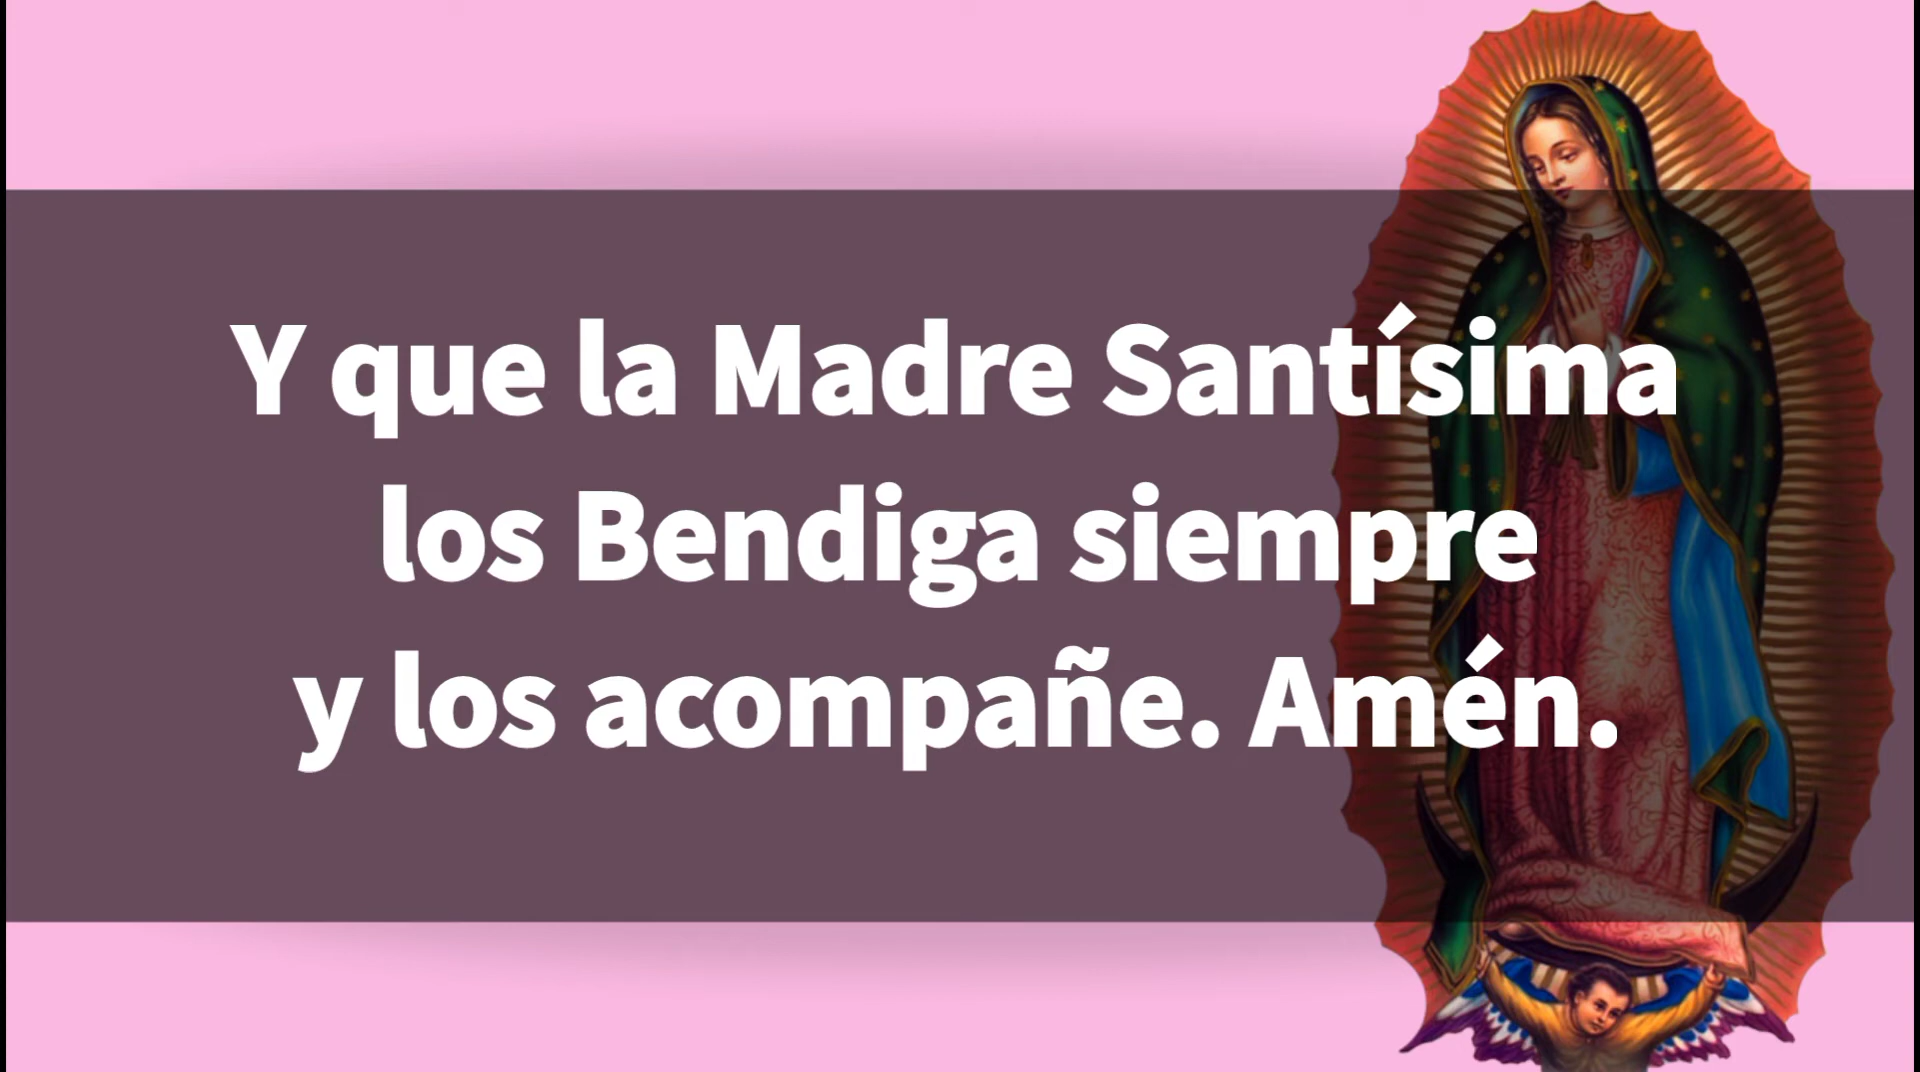 Y que la Madre Santísima
los Bendiga siempre
y los acompañe. Amén.